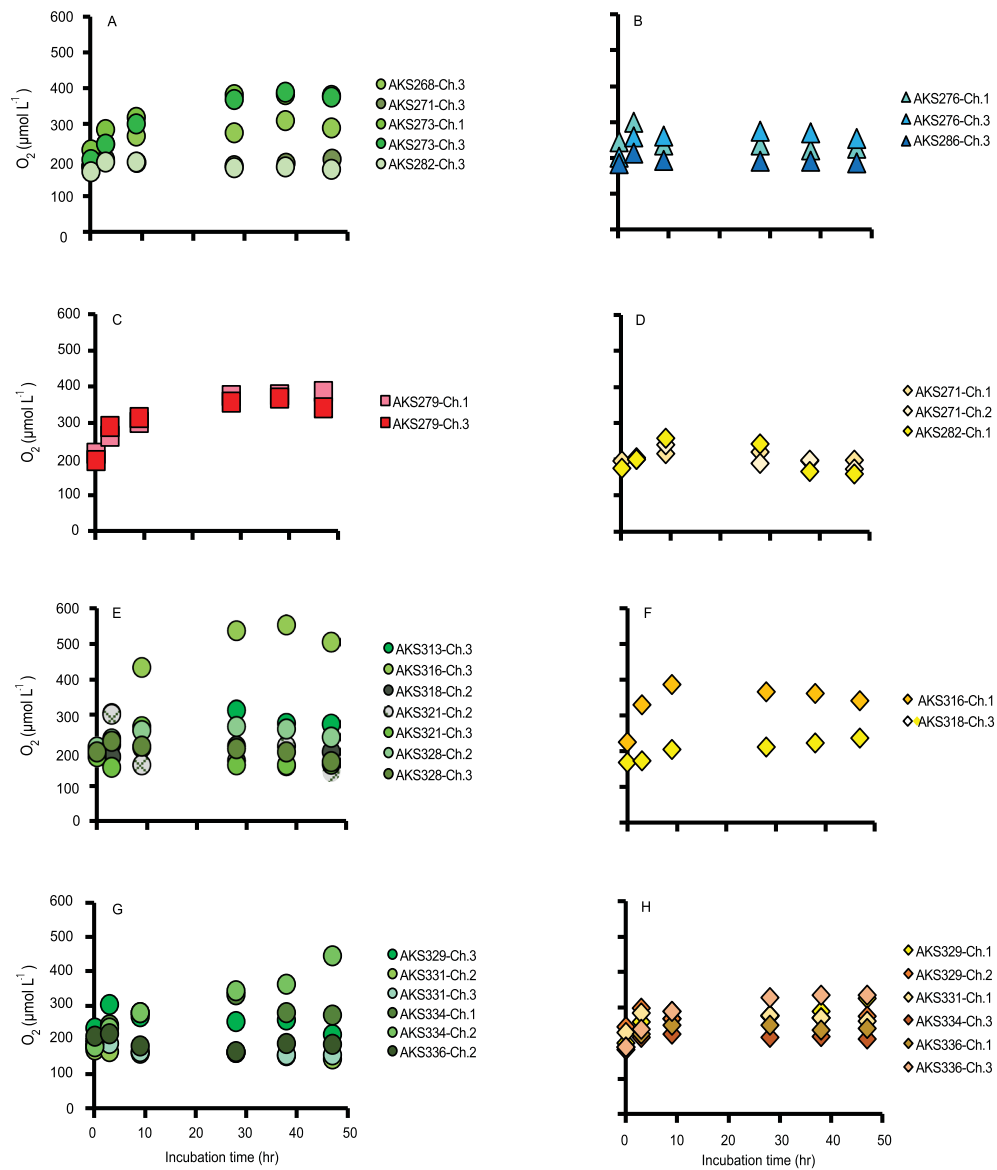 A
600
500
400
300
200
100
0
O2 (µmol L-1)
AKS268-Ch.3
AKS271-Ch.3
AKS273-Ch.1
AKS273-Ch.3
AKS282-Ch.3
B
AKS276-Ch.1
AKS276-Ch.3
AKS286-Ch.3
C
600
500
400
300
200
100
0
O2 (µmol L-1)
AKS279-Ch.1
AKS279-Ch.3
D
AKS271-Ch.1
AKS271-Ch.2
AKS282-Ch.1
E
600
500
400
300
200
100
0
O2 (µmol L-1)
AKS313-Ch.3
AKS316-Ch.3
AKS318-Ch.2
AKS321-Ch.2
AKS321-Ch.3
AKS328-Ch.2
AKS328-Ch.3
F
AKS316-Ch.1
AKS318-Ch.3
G
600
500
400
300
200
100
0
O2 (µmol L-1)
AKS329-Ch.3
AKS331-Ch.2
AKS331-Ch.3
AKS334-Ch.1
AKS334-Ch.2
AKS336-Ch.2
0 10 20 30 40 50
Incubation time (hr)
H
AKS329-Ch.1
AKS329-Ch.2
AKS331-Ch.1
AKS334-Ch.3
AKS336-Ch.1
AKS336-Ch.3
0 10 20 30 40 50
Incubation time (hr)